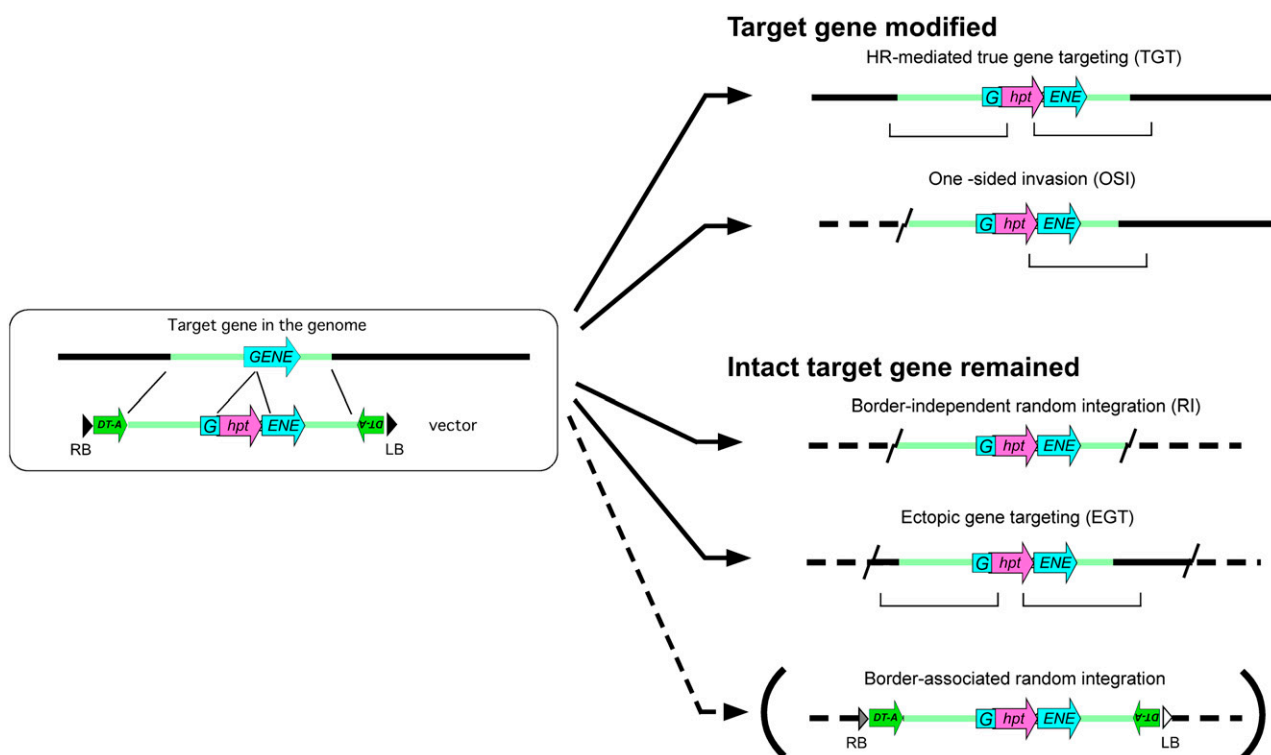 Target gene modified
HR-mediated true gene targeting (TGT)
G hpt ENE
One -sided invasion (OSI)
G hpt ENE
Target gene in the genome
GENE
DT-A G hpt ENE DT-A vector
RB LB
Intact target gene remained
Border-independent random integration (RI)
G hpt ENE
Ectopic gene targeting (EGT)
G hpt ENE
Border-associated random integration
DT-A G hpt ENE DT-A
RB LB